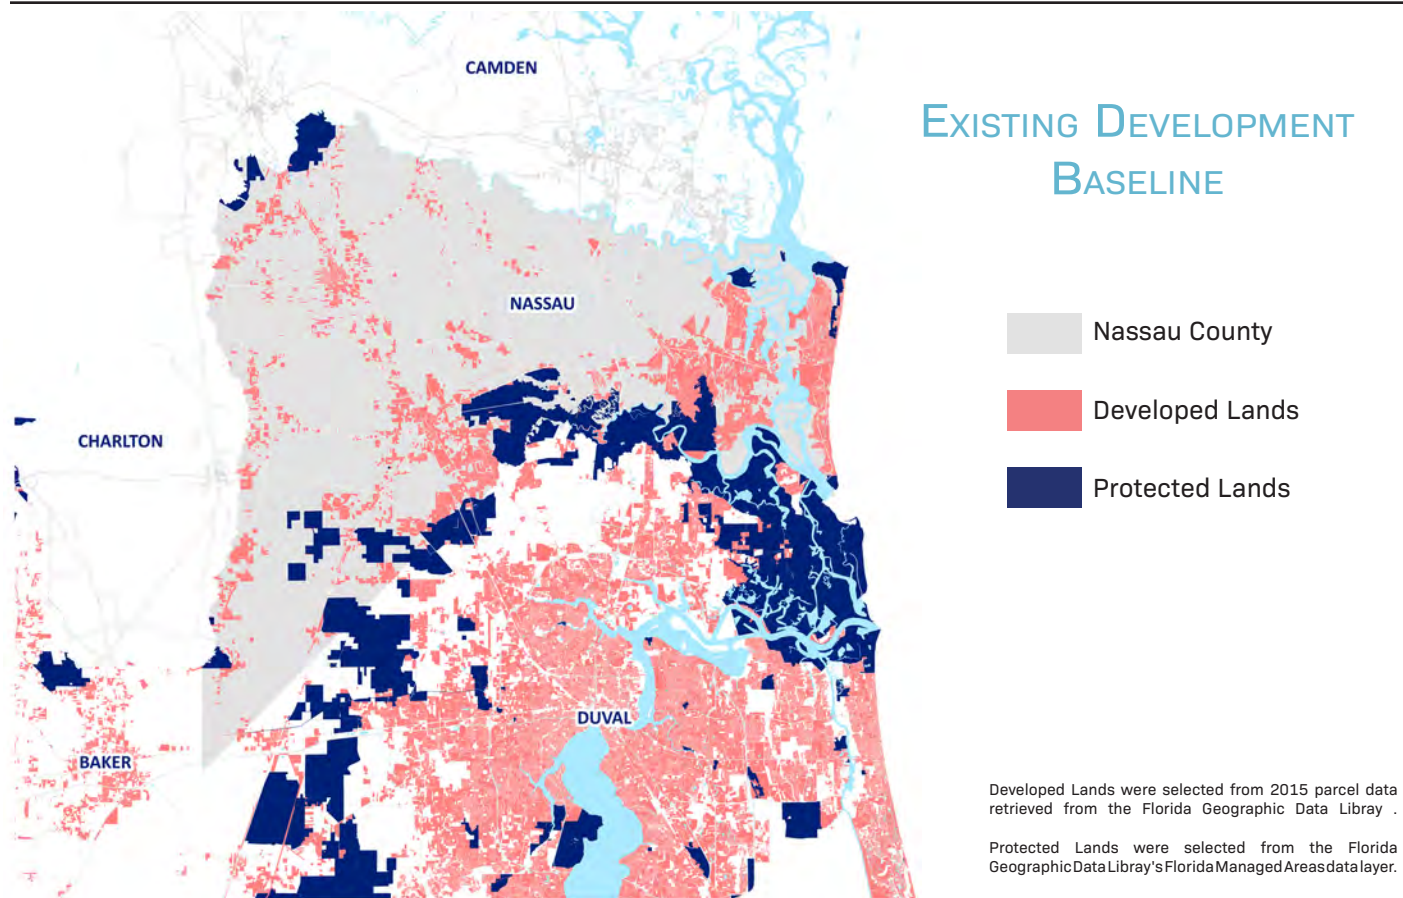 CAMDEN
EXISTING DEVELOPMENT
BASELINE
NASSAU
Nassau County
Developed Lands
CHARLTON
Protected Lands
DUVAL
BAKER
Developed Lands were selected from 2015 parcel data
retrieved from the Florida Geographic Data Libray .
Protected Lands were selected from the Florida
Geographic Data Libray's Florida Managed Areas data layer.